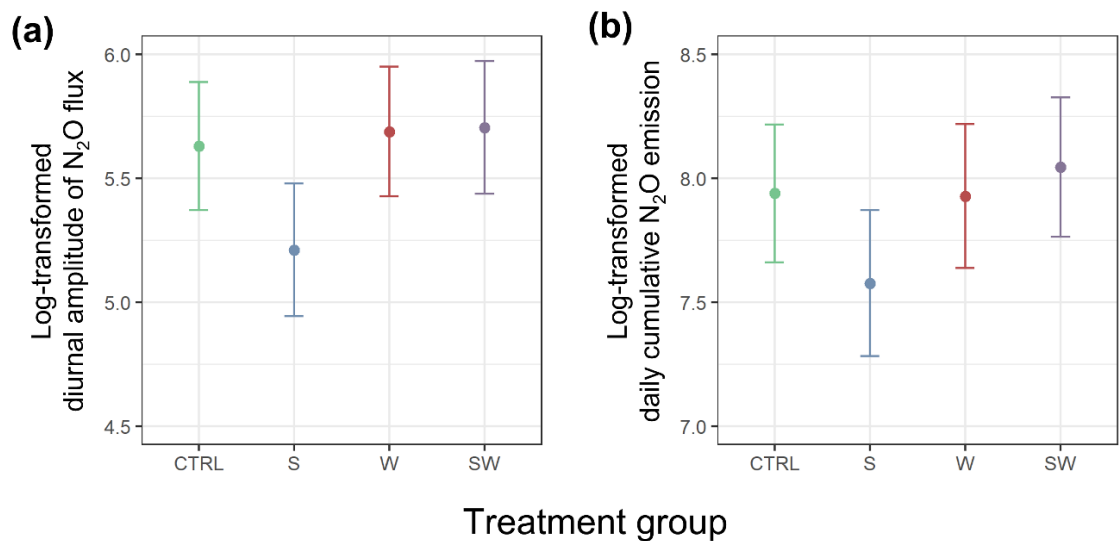 (a)
Log-transformed
diurnal amplitude of N₂O flux
6.0
5.5
5.0
4.5
CTRL S W SW
(b)
Log-transformed
daily cumulative N₂O emission
8.5
8.0
7.5
7.0
CTRL S W SW
Treatment group